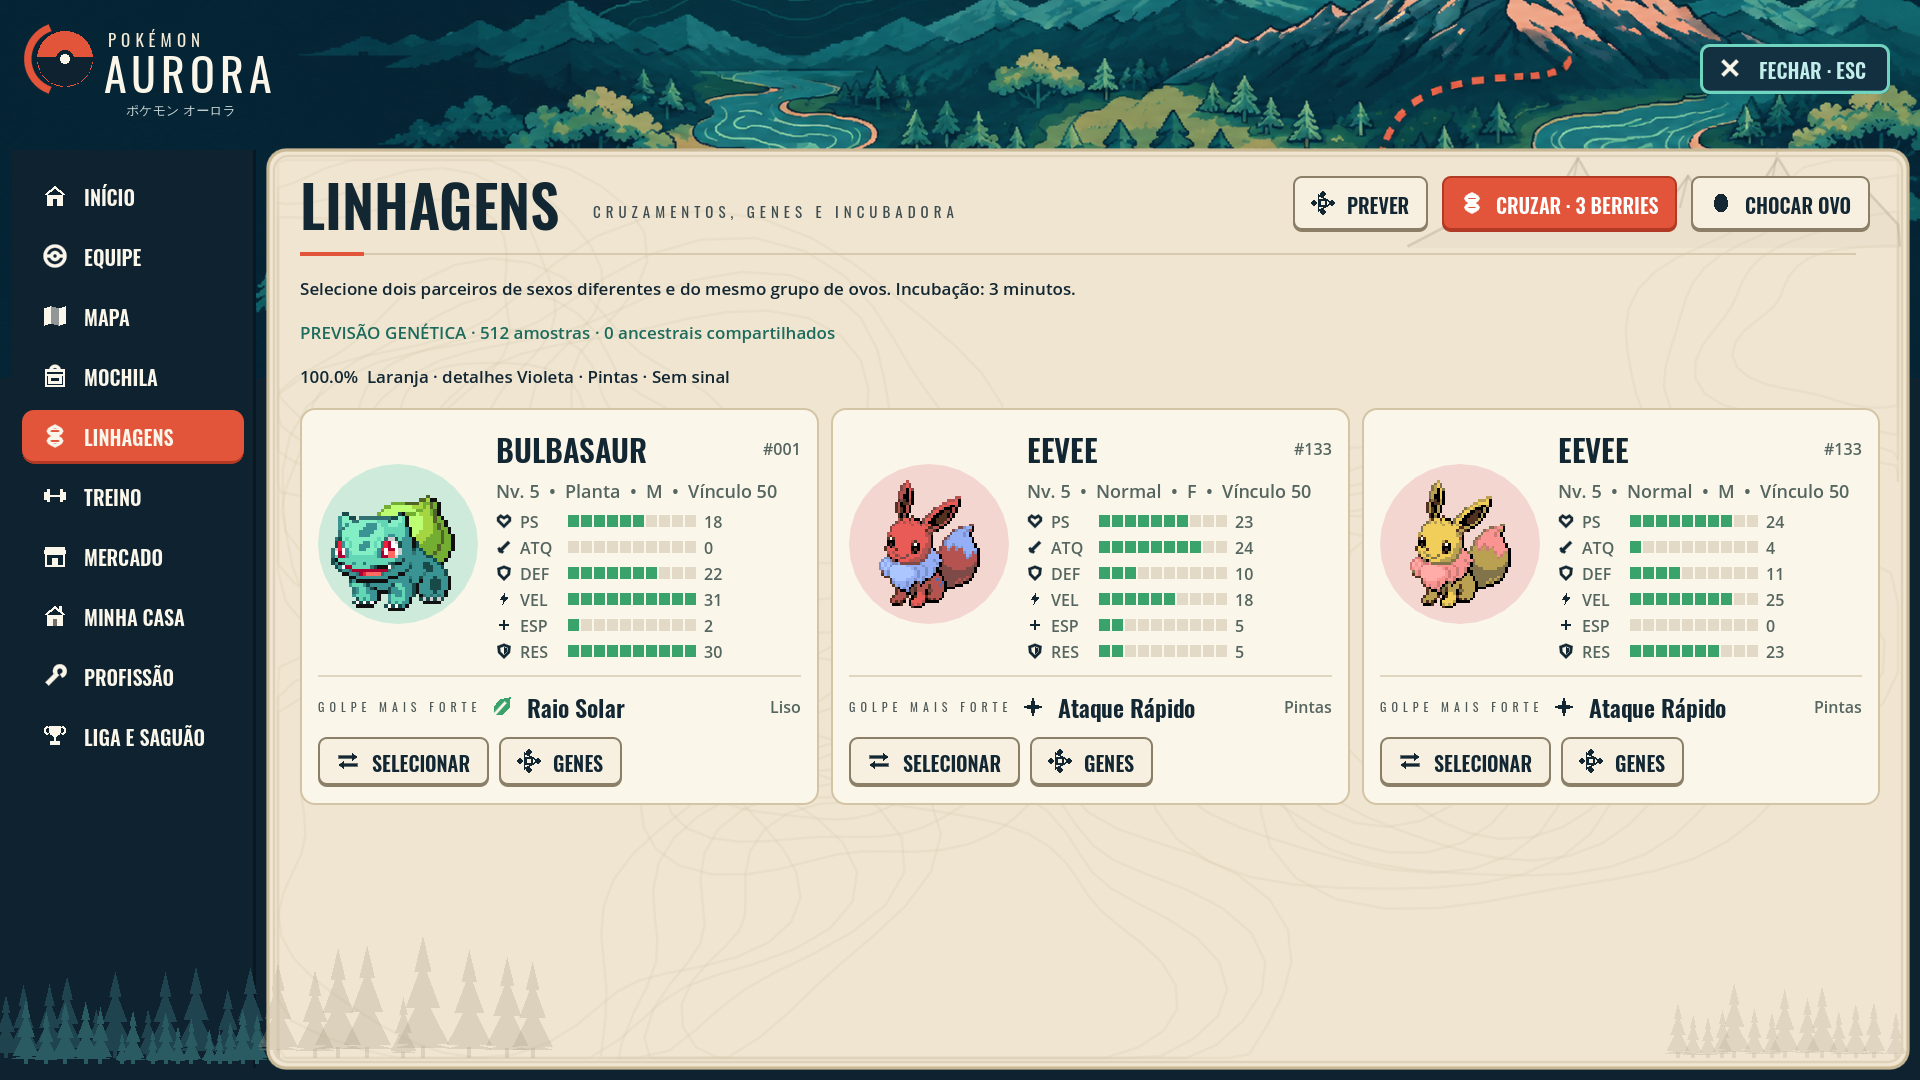 POKÉMON
AURORA
ポケモン オーロラ
FECHAR · ESC
INÍCIO
EQUIPE
MAPA
MOCHILA
LINHAGENS
TREINO
MERCADO
MINHA CASA
PROFISSÃO
LIGA E SAGUÃO
LINHAGENS
CRUZAMENTOS, GENES E INCUBADORA
PREVER
CRUZAR · 3 BERRIES
CHOCAR OVO
Selecione dois parceiros de sexos diferentes e do mesmo grupo de ovos. Incubação: 3 minutos.
PREVISÃO GENÉTICA · 512 amostras · 0 ancestrais compartilhados
100.0% Laranja · detalhes Violeta · Pintas · Sem sinal
BULBASAUR #001
Nv. 5 • Planta • M • Vínculo 50
PS 18
ATQ 0
DEF 22
VEL 31
ESP 2
RES 30
GOLPE MAIS FORTE Raio Solar Liso
SELECIONAR GENES
EEVEE #133
Nv. 5 • Normal • F • Vínculo 50
PS 23
ATQ 24
DEF 10
VEL 18
ESP 5
RES 5
GOLPE MAIS FORTE Ataque Rápido Pintas
SELECIONAR GENES
EEVEE #133
Nv. 5 • Normal • M • Vínculo 50
PS 24
ATQ 4
DEF 11
VEL 25
ESP 0
RES 23
GOLPE MAIS FORTE Ataque Rápido Pintas
SELECIONAR GENES